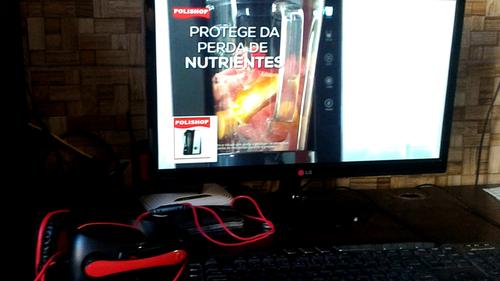 POLISHOP
PROTEGE DA
PERDA DE
NUTRIENTES
POLISHOP
LG